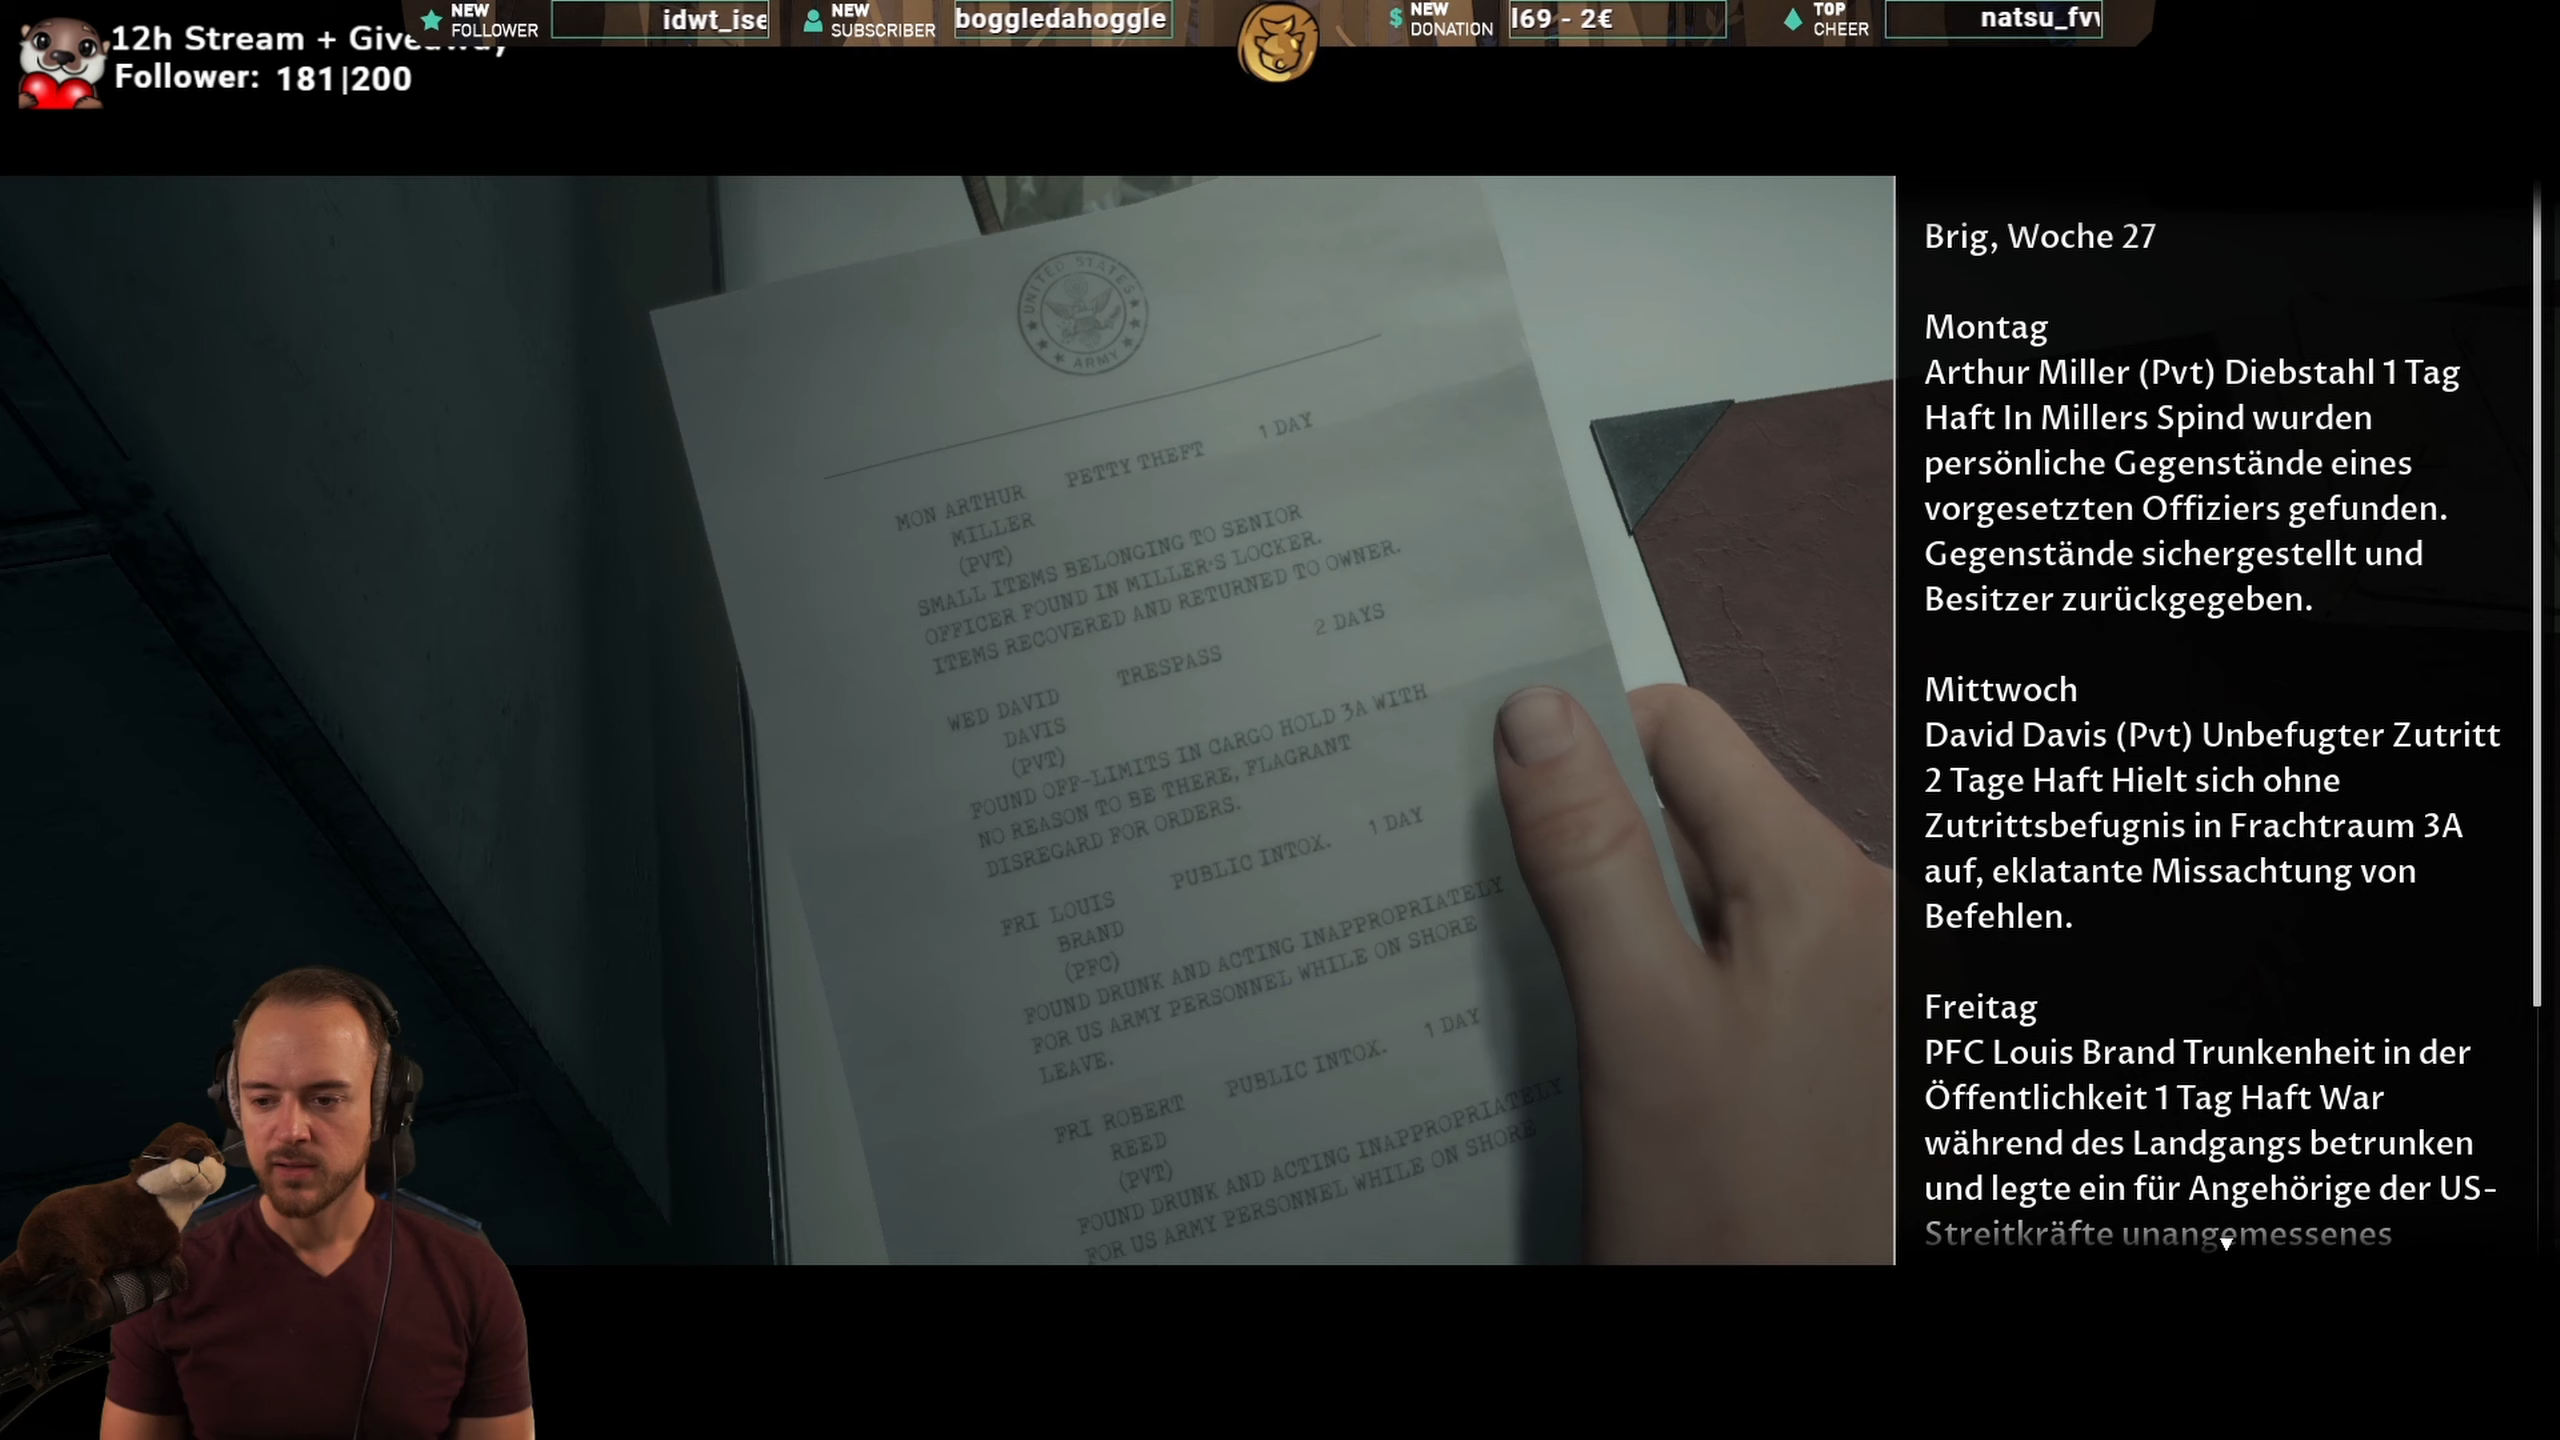 12h Stream + Giveaway
Follower: 181|200
NEW FOLLOWER
idwt_ise
NEW SUBSCRIBER
boggledahoggle
NEW DONATION
l69 - 2€
TOP CHEER
natsu_fv
UNITED STATES ARMY
MON ARTHUR MILLER (PVT) PETTY THEFT 1 DAY
SMALL ITEMS BELONGING TO SENIOR
OFFICER FOUND IN MILLER'S LOCKER.
ITEMS RECOVERED AND RETURNED TO OWNER.
WED DAVID DAVIS (PVT) TRESPASS 2 DAYS
FOUND OFF-LIMITS IN CARGO HOLD 3A WITH
NO REASON TO BE THERE, FLAGRANT
DISREGARD FOR ORDERS.
FRI LOUIS BRAND (PFC) PUBLIC INTOX. 1 DAY
FOUND DRUNK AND ACTING INAPPROPRIATELY
FOR US ARMY PERSONNEL WHILE ON SHORE
LEAVE.
FRI ROBERT REED (PVT) PUBLIC INTOX. 1 DAY
FOUND DRUNK AND ACTING INAPPROPRIATELY
FOR US ARMY PERSONNEL WHILE ON SHORE
Brig, Woche 27
Montag
Arthur Miller (Pvt) Diebstahl 1 Tag
Haft In Millers Spind wurden
persönliche Gegenstände eines
vorgesetzten Offiziers gefunden.
Gegenstände sichergestellt und
Besitzer zurückgegeben.
Mittwoch
David Davis (Pvt) Unbefugter Zutritt
2 Tage Haft Hielt sich ohne
Zutrittsbefugnis in Frachtraum 3A
auf, eklatante Missachtung von
Befehlen.
Freitag
PFC Louis Brand Trunkenheit in der
Öffentlichkeit 1 Tag Haft War
während des Landgangs betrunken
und legte ein für Angehörige der US-
Streitkräfte unangemessenes